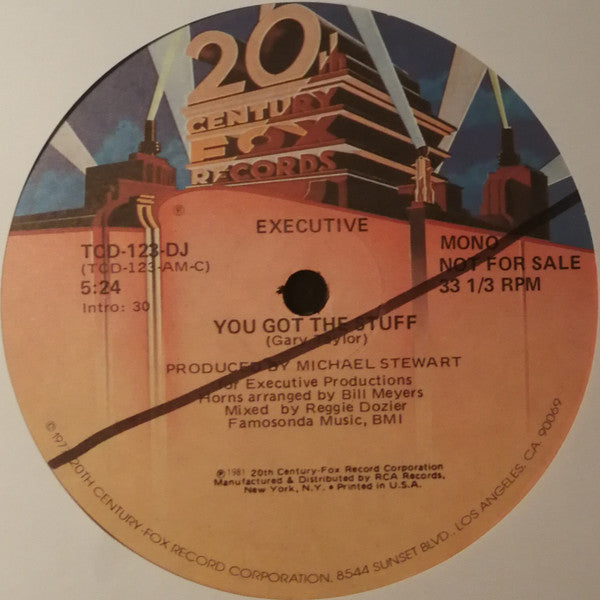 20th
CENTURY
FOX
RECORDS
EXECUTIVE
TCD-123-DJ
(TCD-123-AM-C)
5:24
Intro: 30
MONO
NOT FOR SALE
33 1/3 RPM
YOU GOT THE STUFF
(Gary Taylor)
PRODUCED BY MICHAEL STEWART
for Executive Productions
Horns arranged by Bill Meyers
Mixed by Reggie Dozier
Famosonda Music, BMI
℗1981 20th Century-Fox Record Corporation
Manufactured & Distributed by RCA Records,
New York, N.Y. • Printed in U.S.A.
20TH CENTURY-FOX RECORD CORPORATION, 8544 SUNSET BLVD., LOS ANGELES, CA. 90069